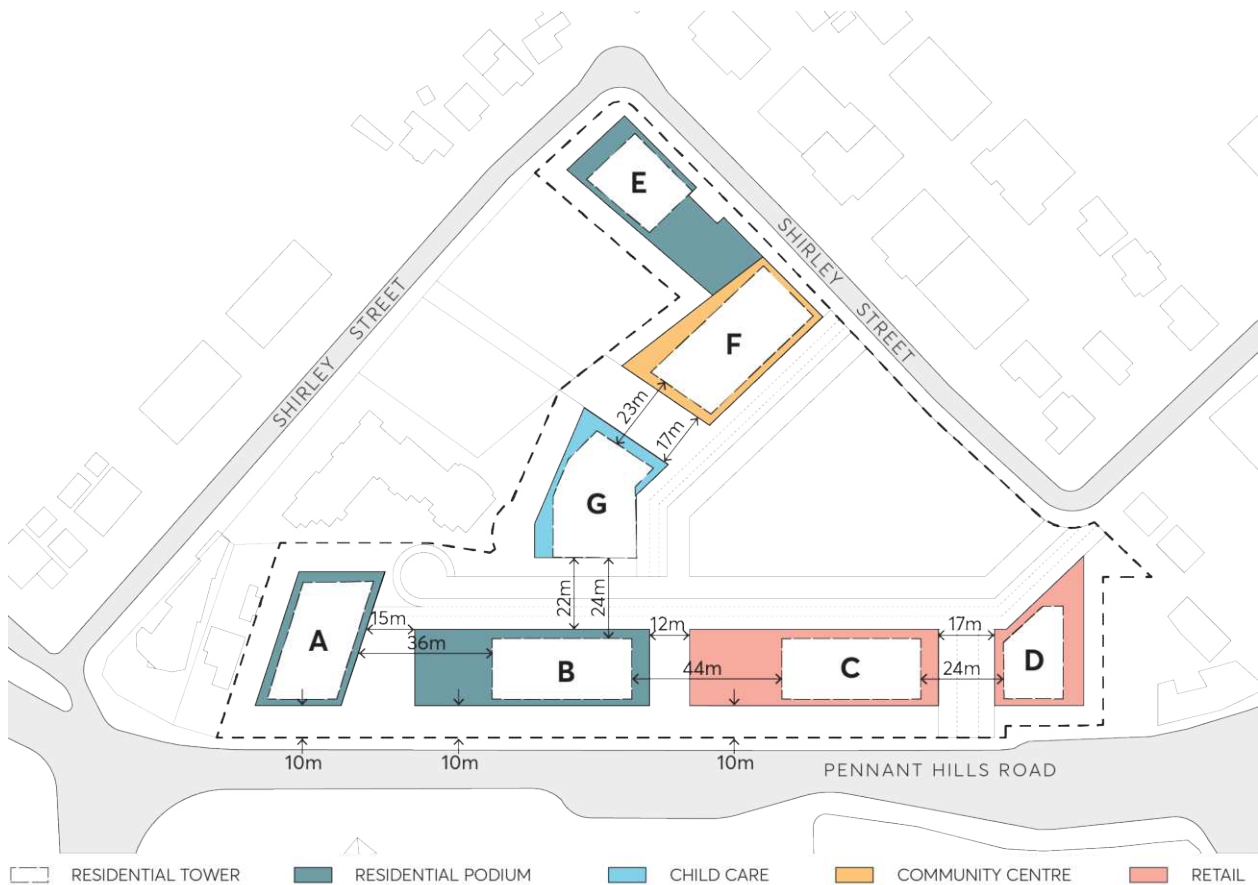 E
SHIRLEY STREET
SHIRLEY STREET
F
23m
17m
G
22m
24m
A
15m
36m
B
12m
44m
C
17m
24m
D
10m
10m
10m
PENNANT HILLS ROAD
RESIDENTIAL TOWER
RESIDENTIAL PODIUM
CHILD CARE
COMMUNITY CENTRE
RETAIL